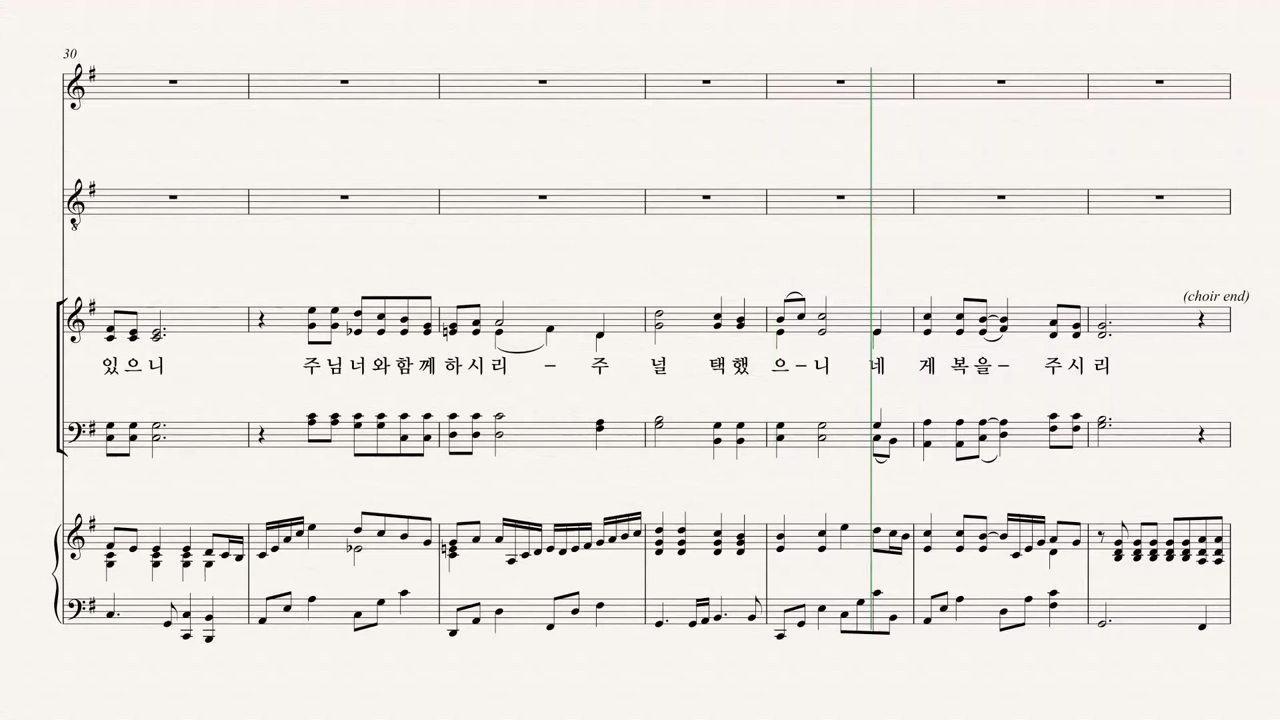 30
(choir end)
있으니 주님너와함께하시리 – 주 널 택했 으–니 네 게 복을– 주시리
8